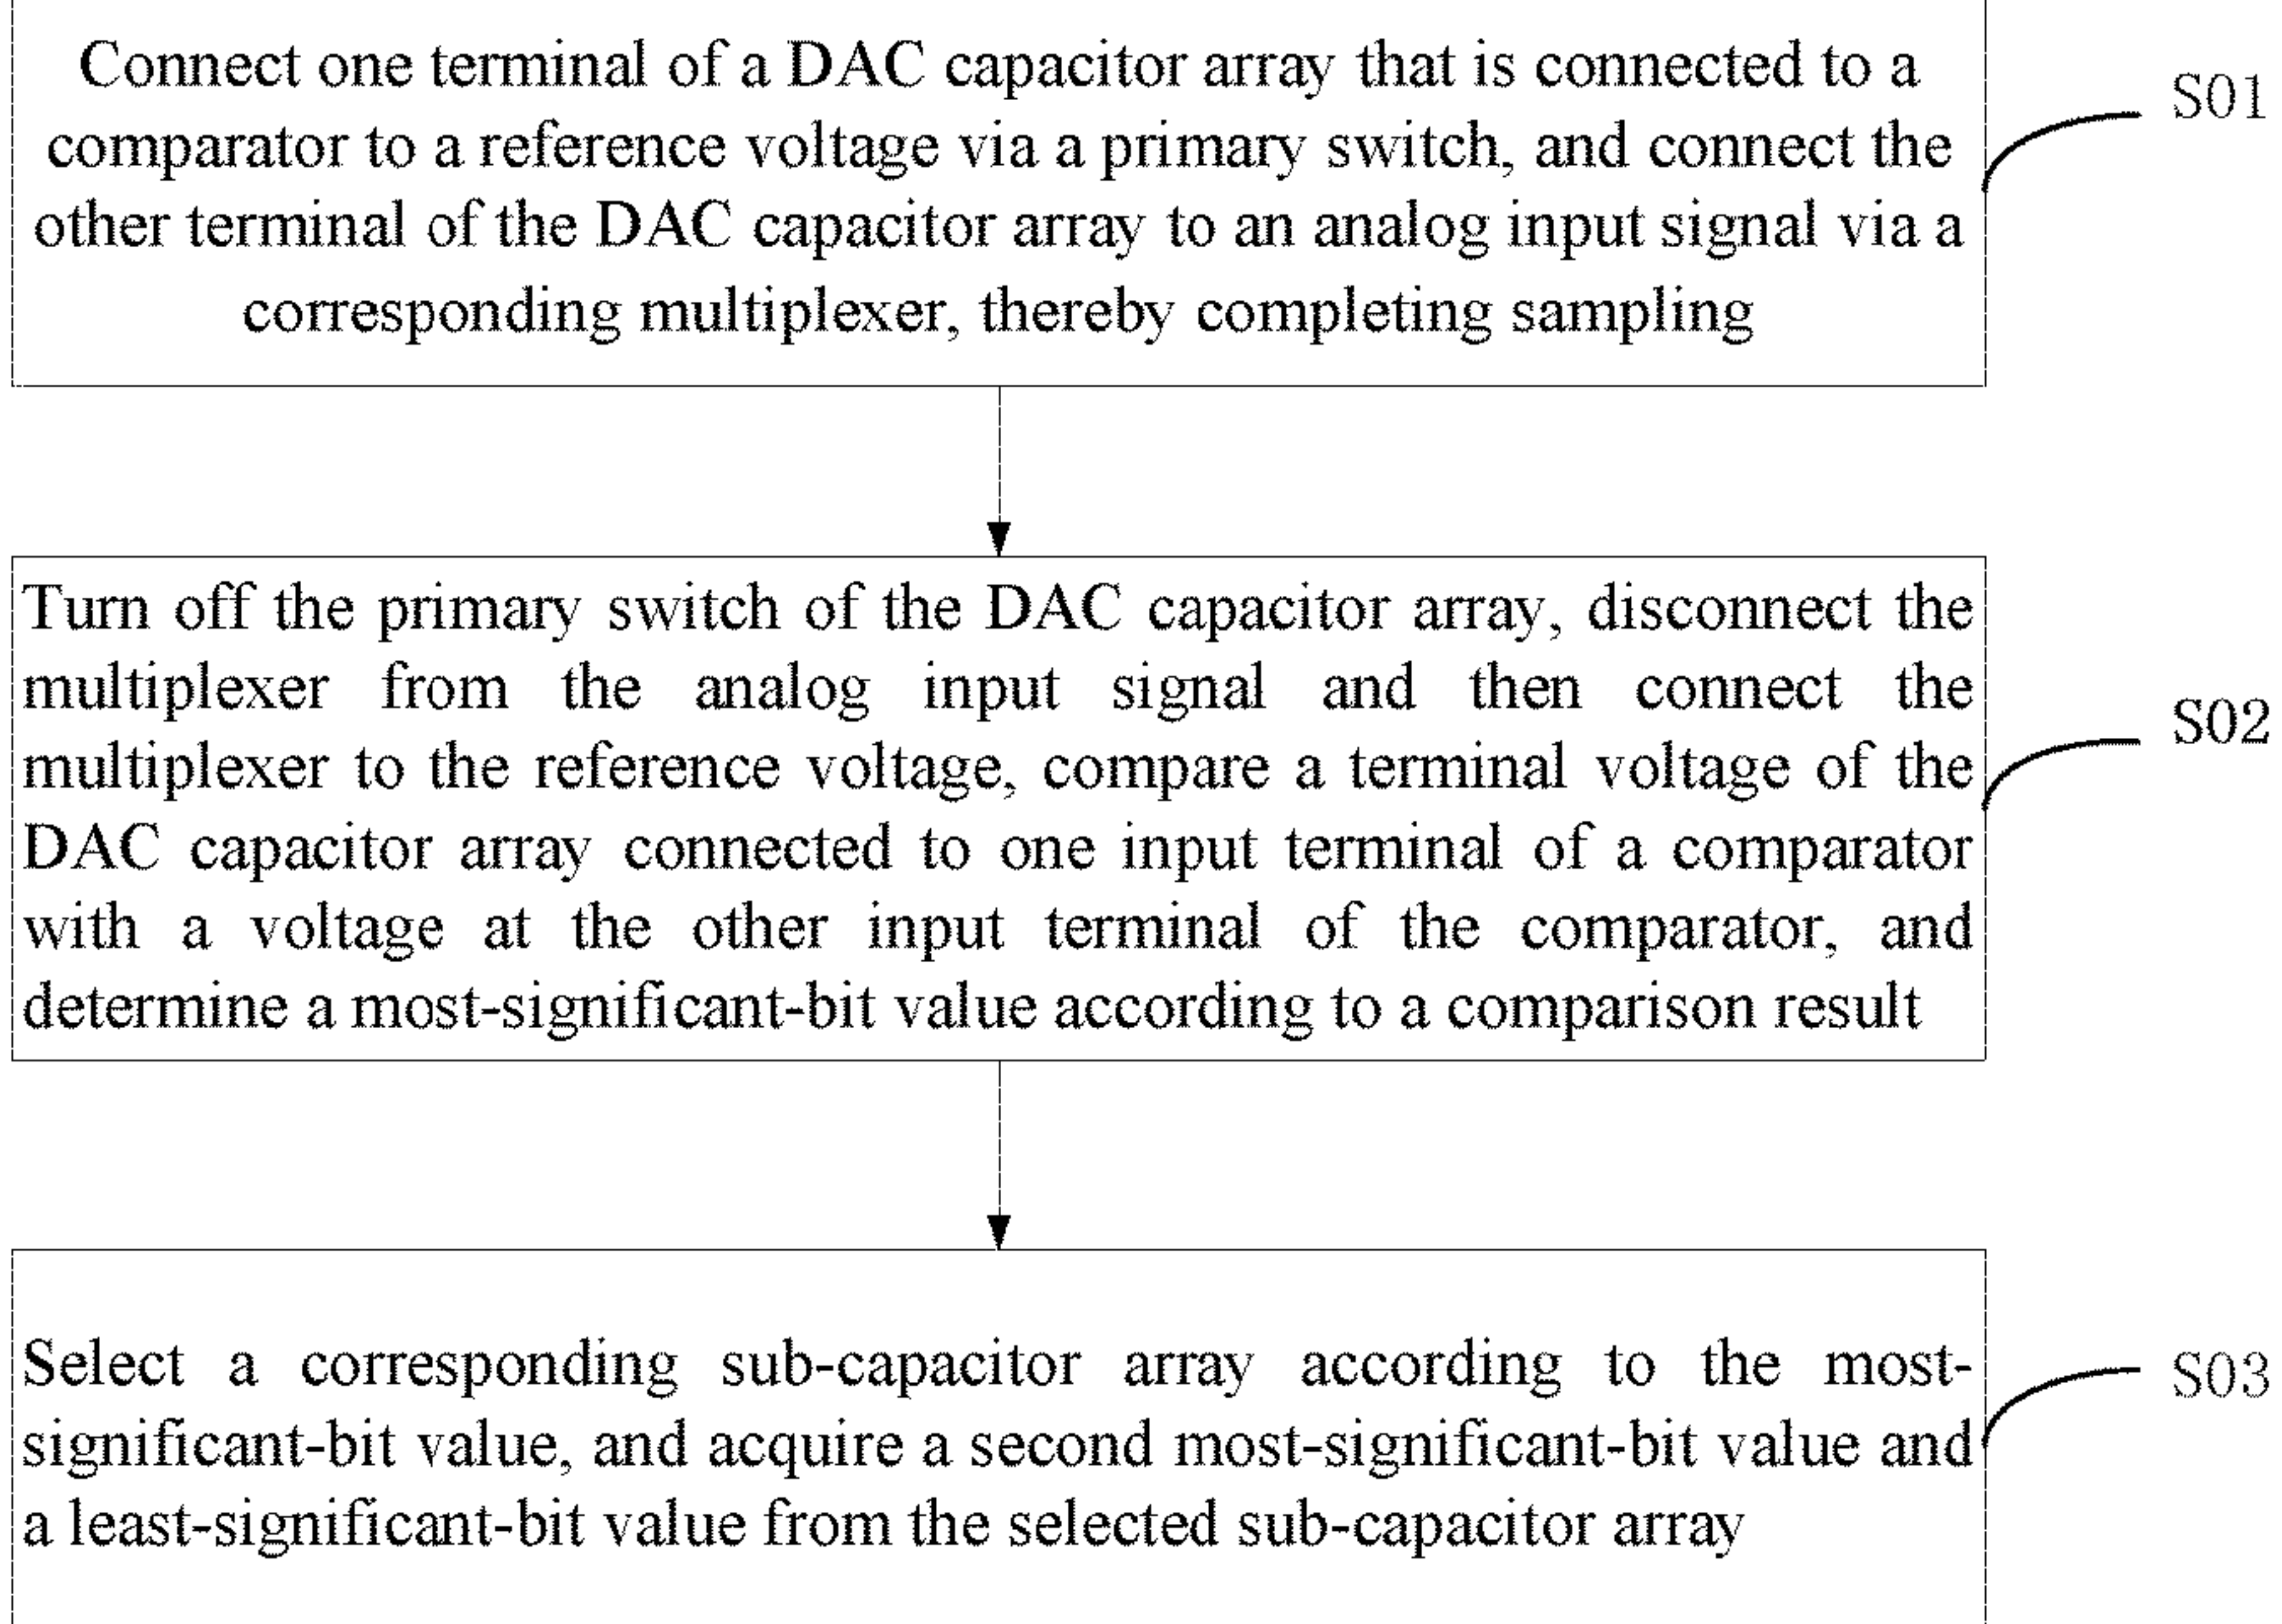 Connect one terminal of a DAC capacitor array that is connected to a
comparator to a reference voltage via a primary switch, and connect the
other terminal of the DAC capacitor array to an analog input signal via a
corresponding multiplexer, thereby completing sampling
S01
Turn off the primary switch of the DAC capacitor array, disconnect the
multiplexer from the analog input signal and then connect the
multiplexer to the reference voltage, compare a terminal voltage of the
DAC capacitor array connected to one input terminal of a comparator
with a voltage at the other input terminal of the comparator, and
determine a most-significant-bit value according to a comparison result
S02
Select a corresponding sub-capacitor array according to the most-
significant-bit value, and acquire a second most-significant-bit value and
a least-significant-bit value from the selected sub-capacitor array
S03